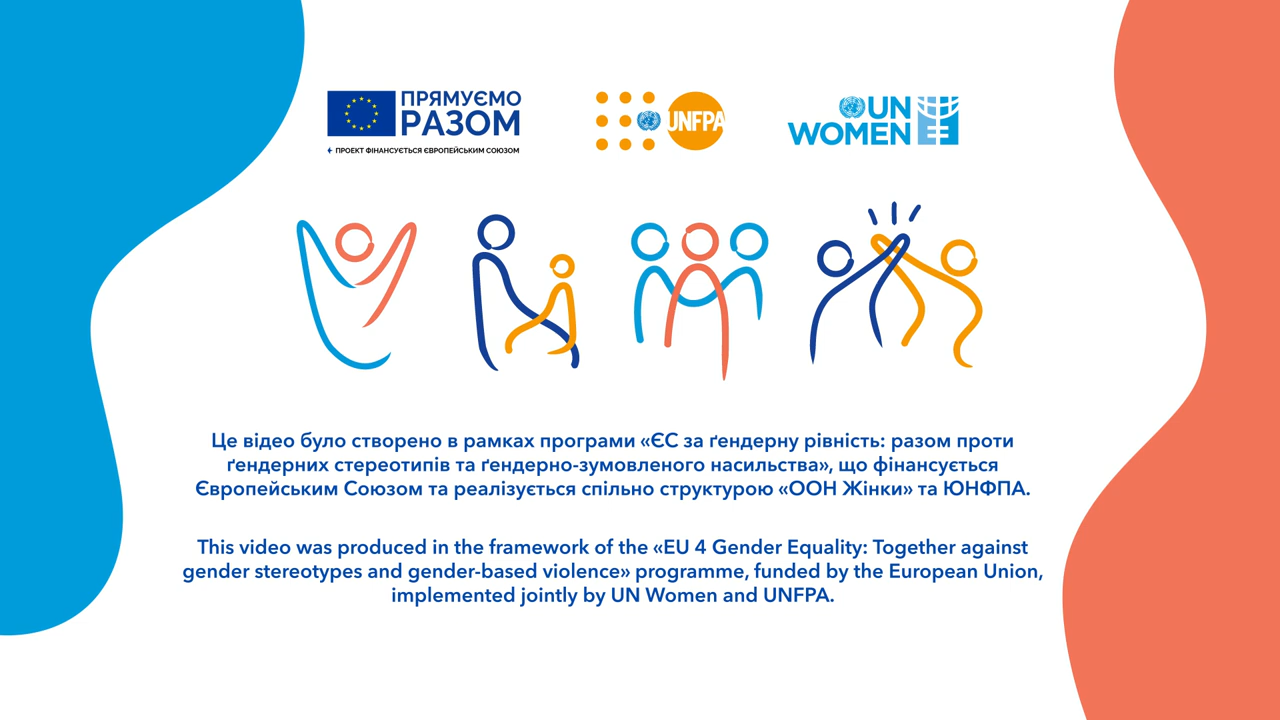 ПРЯМУЄМО
РАЗОМ
ПРОЕКТ ФІНАНСУЄТЬСЯ ЄВРОПЕЙСЬКИМ СОЮЗОМ
UNFPA
UN
WOMEN
Це відео було створено в рамках програми «ЄС за ґендерну рівність: разом проти
ґендерних стереотипів та ґендерно-зумовленого насильства», що фінансується
Європейським Союзом та реалізується спільно структурою «ООН Жінки» та ЮНФПА.
This video was produced in the framework of the «EU 4 Gender Equality: Together against
gender stereotypes and gender-based violence» programme, funded by the European Union,
implemented jointly by UN Women and UNFPA.